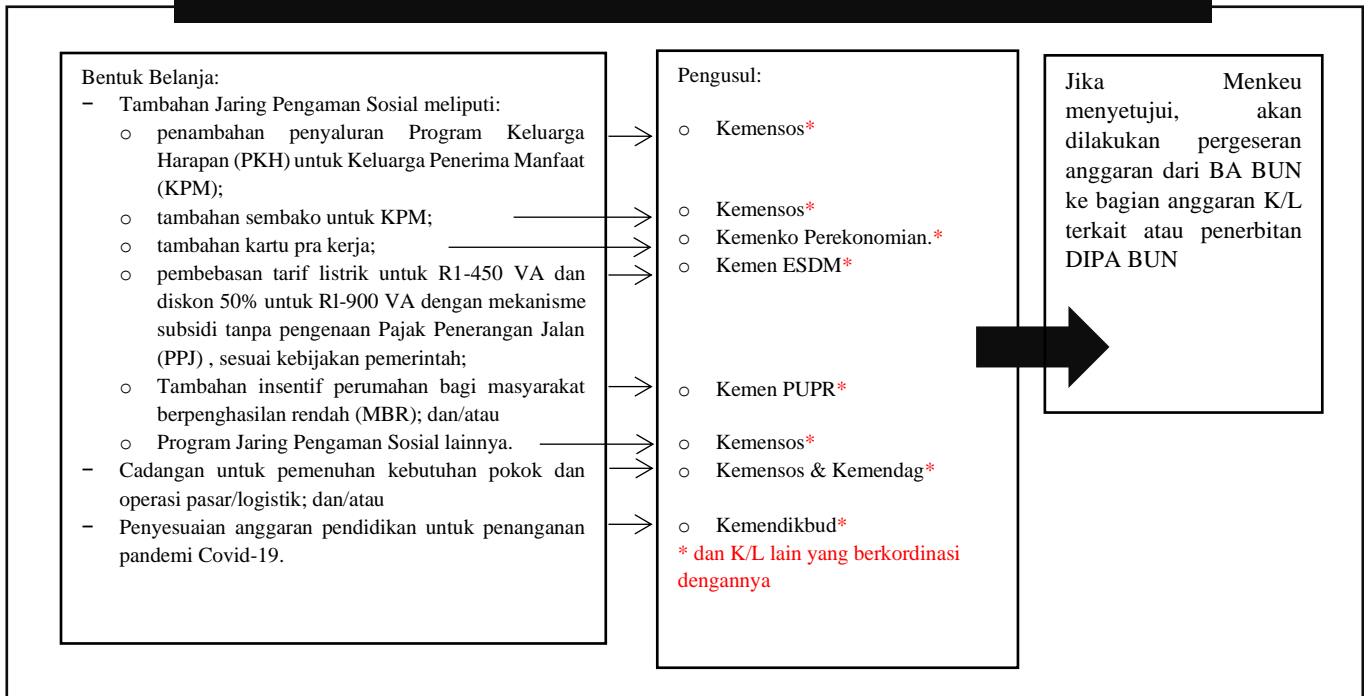 Bentuk Belanja:
− Tambahan Jaring Pengaman Sosial meliputi:
o penambahan penyaluran Program Keluarga
Harapan (PKH) untuk Keluarga Penerima Manfaat
(KPM);
o tambahan sembako untuk KPM;
o tambahan kartu pra kerja;
o pembebasan tarif listrik untuk R1-450 VA dan
diskon 50% untuk Rl-900 VA dengan mekanisme
subsidi tanpa pengenaan Pajak Penerangan Jalan
(PPJ) , sesuai kebijakan pemerintah;
o Tambahan insentif perumahan bagi masyarakat
berpenghasilan rendah (MBR); dan/atau
o Program Jaring Pengaman Sosial lainnya.
− Cadangan untuk pemenuhan kebutuhan pokok dan
operasi pasar/logistik; dan/atau
− Penyesuaian anggaran pendidikan untuk penanganan
pandemi Covid-19.
Pengusul:
o Kemensos*
o Kemensos*
o Kemenko Perekonomian.*
o Kemen ESDM*
o Kemen PUPR*
o Kemensos*
o Kemensos & Kemendag*
o Kemendikbud*
* dan K/L lain yang berkordinasi
dengannya
Jika Menkeu
menyetujui, akan
dilakukan pergeseran
anggaran dari BA BUN
ke bagian anggaran K/L
terkait atau penerbitan
DIPA BUN